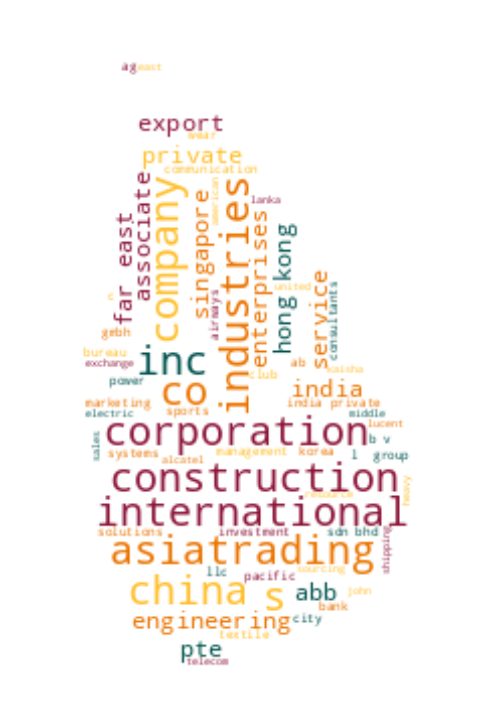 ag east
export
wear
private
communication
associate
company
singapore
american
industries
lanka
far east
enterprises
hong kong
airways
united
service
consultants
c
gmbh
bureau
exchange
inc
ab
club
kaisha
power
co
india
marketing
sports
india private
electric
middle
corporation
lucent
b v
sales
systems
alcatel
management
korea
l
group
construction
resource
heavy
international
solutions
investment
sdn bhd
shipping
asiatrading
llc
pacific
sourcing
china
s
abb
john
bank
engineering
city
textile
pte
telecom